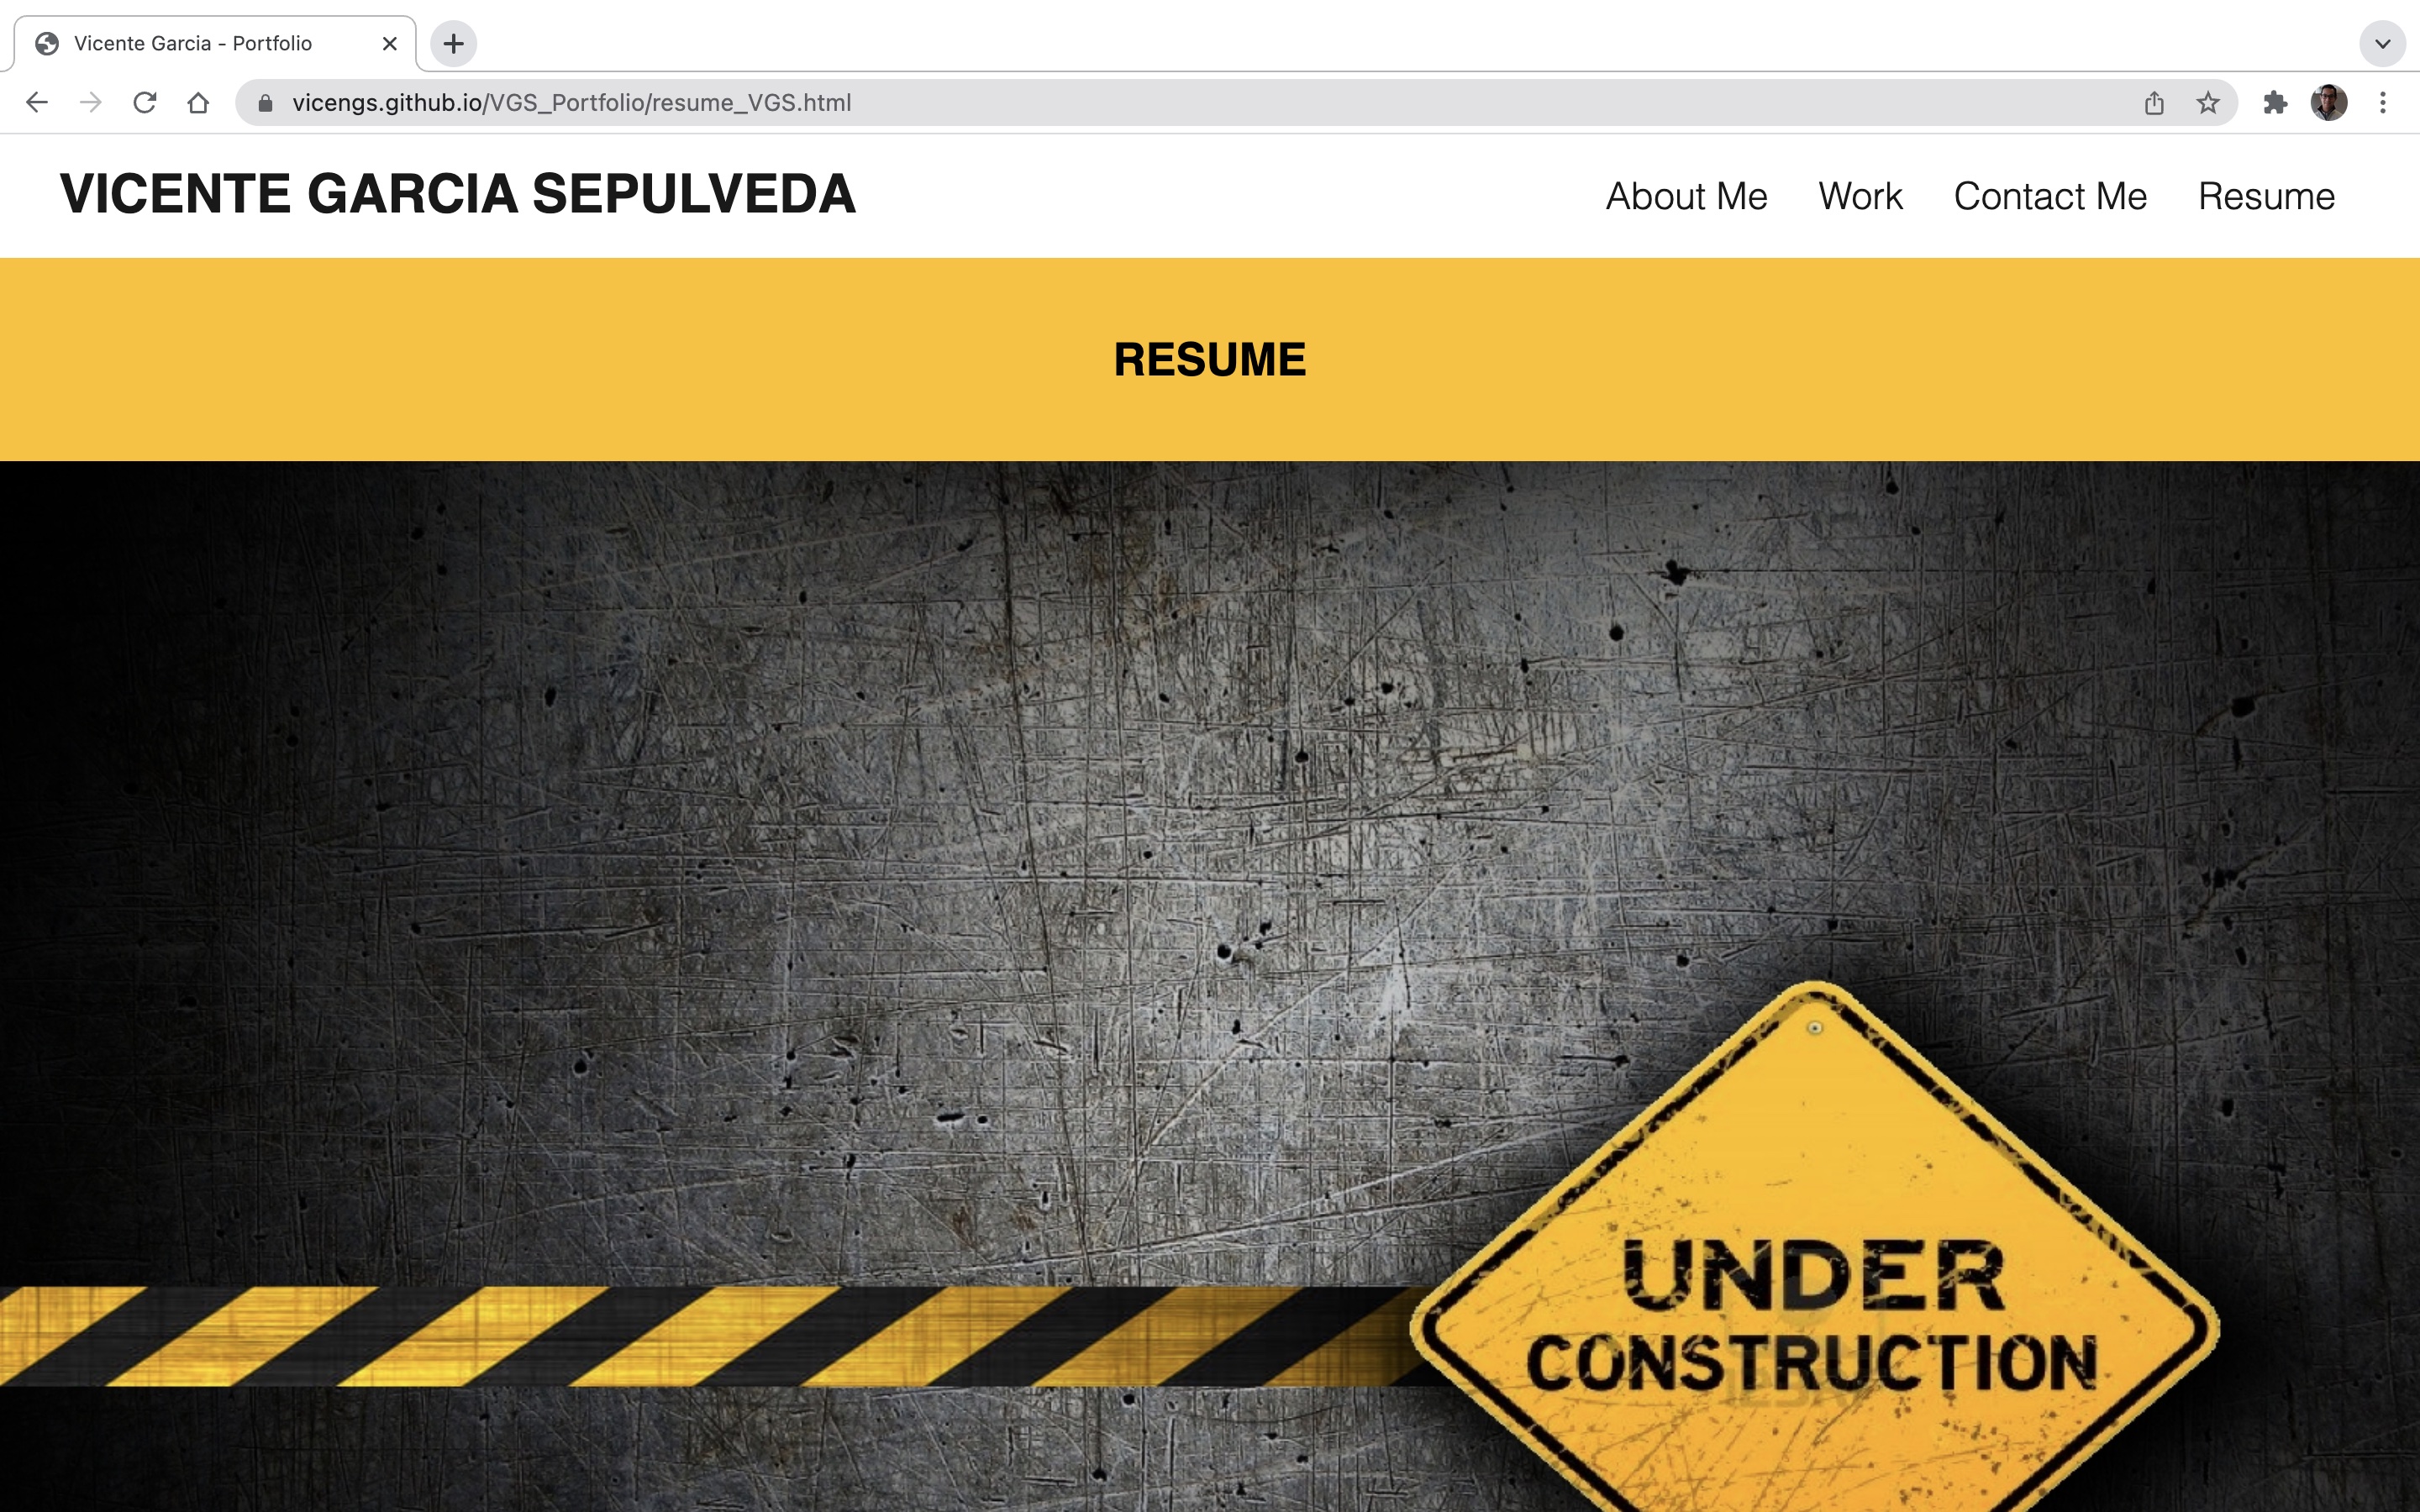 Vicente Garcia - Portfolio
vicengs.github.io/VGS_Portfolio/resume_VGS.html
VICENTE GARCIA SEPULVEDA
About Me Work Contact Me Resume
RESUME
UNDER
CONSTRUCTION